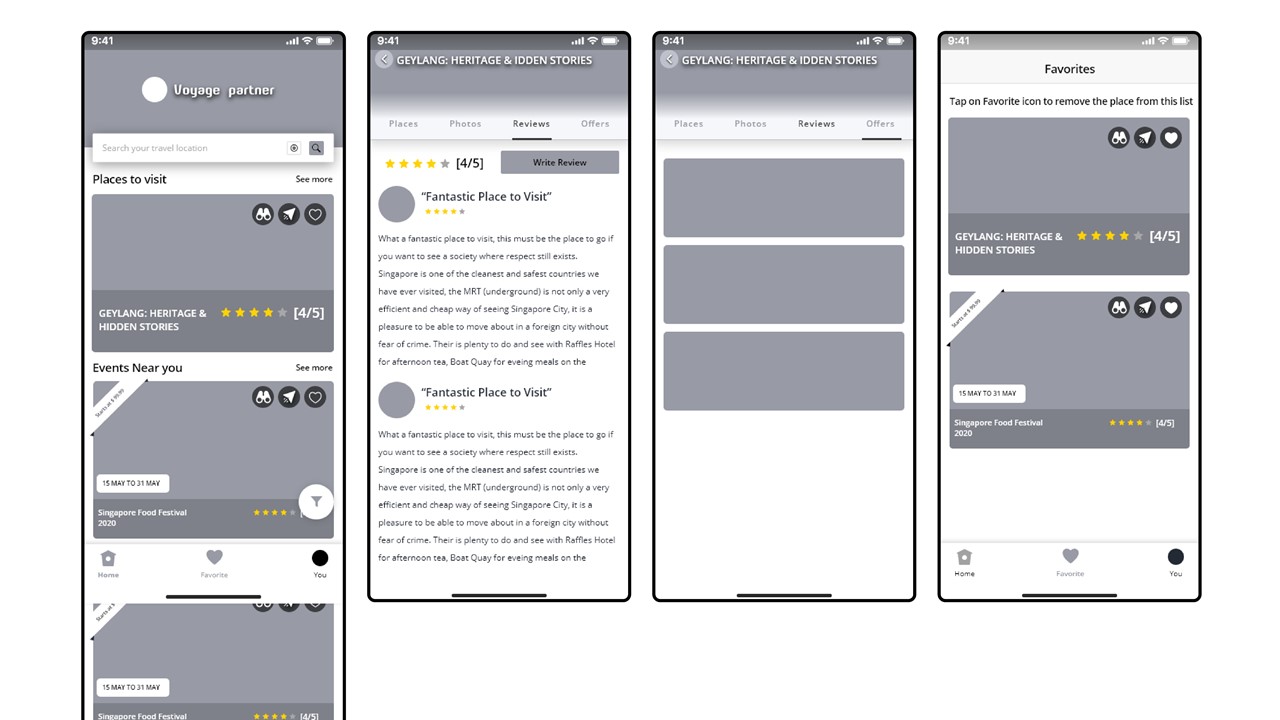 9:41
Voyage partner
Search your travel location
Places to visit
See more
GEYLANG: HERITAGE &
HIDDEN STORIES
[4/5]
Events Near you
See more
Starts at $ 99.99
15 MAY TO 31 MAY
Singapore Food Festival
2020
Home
Favorite
You
Starts at $
15 MAY TO 31 MAY
Singapore Food Festival
[4/5]
9:41
GEYLANG: HERITAGE & IDDEN STORIES
Places
Photos
Reviews
Offers
[4/5]
Write Review
“Fantastic Place to Visit”
What a fantastic place to visit, this must be the place to go if
you want to see a society where respect still exists.
Singapore is one of the cleanest and safest countries we
have ever visited, the MRT (underground) is not only a very
efficient and cheap way of seeing Singapore City, it is a
pleasure to be able to move about in a foreign city without
fear of crime. Their is plenty to do and see with Raffles Hotel
for afternoon tea, Boat Quay for eveing meals on the
“Fantastic Place to Visit”
What a fantastic place to visit, this must be the place to go if
you want to see a society where respect still exists.
Singapore is one of the cleanest and safest countries we
have ever visited, the MRT (underground) is not only a very
efficient and cheap way of seeing Singapore City, it is a
pleasure to be able to move about in a foreign city without
fear of crime. Their is plenty to do and see with Raffles Hotel
for afternoon tea, Boat Quay for eveing meals on the
9:41
GEYLANG: HERITAGE & IDDEN STORIES
Places
Photos
Reviews
Offers
9:41
Favorites
Tap on Favorite icon to remove the place from this list
GEYLANG: HERITAGE &
HIDDEN STORIES
[4/5]
Starts at $ 99.99
15 MAY TO 31 MAY
Singapore Food Festival
2020
[4/5]
Home
Favorite
You